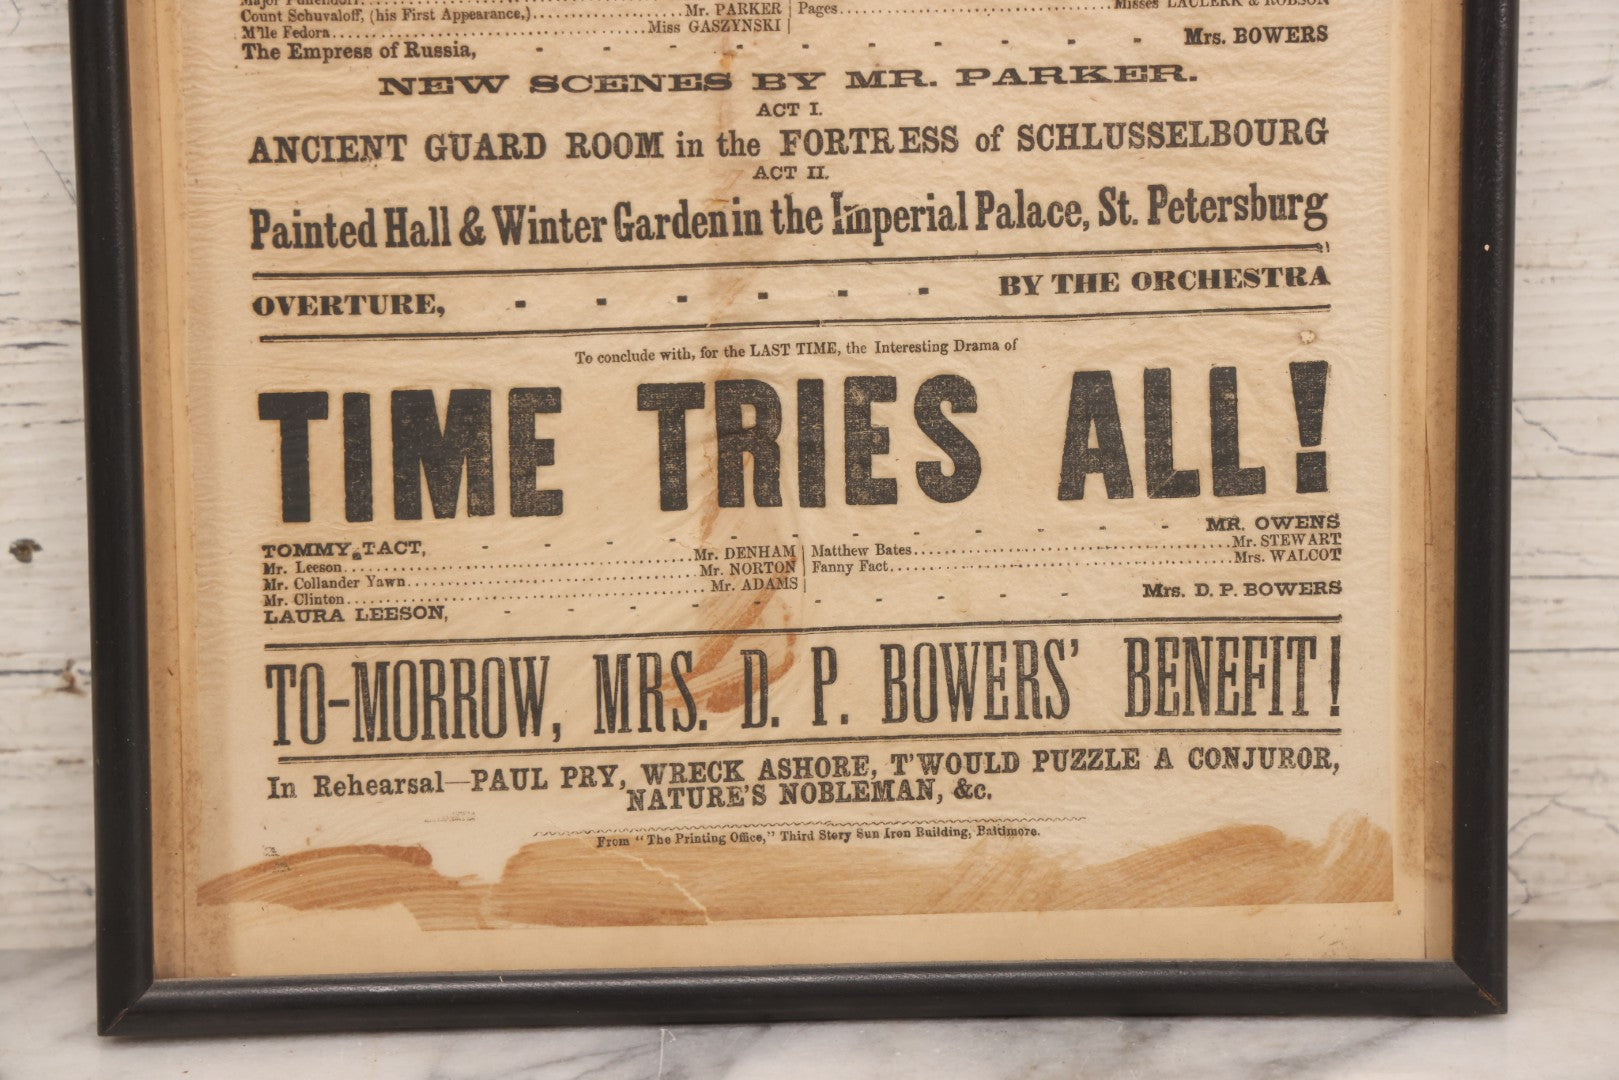 Major Puffendorf
Count Schuvaloff, (his First Appearance,) Mr. PARKER | Pages Misses LACLERK & ROBSON
M'lle Fedora Miss GASZYNSKI
The Empress of Russia, - - - - - - - - - Mrs. BOWERS
NEW SCENES BY MR. PARKER.
ACT I.
ANCIENT GUARD ROOM in the FORTRESS of SCHLUSSELBOURG
ACT II.
Painted Hall & Winter Garden in the Imperial Palace, St. Petersburg
OVERTURE, - - - - - - BY THE ORCHESTRA
To conclude with, for the LAST TIME, the Interesting Drama of
TIME TRIES ALL!
TOMMY TACT, - - - - - - - - - MR. OWENS
Mr. Leeson Mr. DENHAM | Matthew Bates Mr. STEWART
Mr. Collander Yawn Mr. NORTON | Fanny Fact Mrs. WALCOT
Mr. Clinton Mr. ADAMS
LAURA LEESON, - - - - - - - - - - Mrs. D. P. BOWERS
TO-MORROW, MRS. D. P. BOWERS' BENEFIT!
In Rehearsal—PAUL PRY, WRECK ASHORE, T'WOULD PUZZLE A CONJUROR,
NATURE'S NOBLEMAN, &c.
From "The Printing Office," Third Story Sun Iron Building, Baltimore.